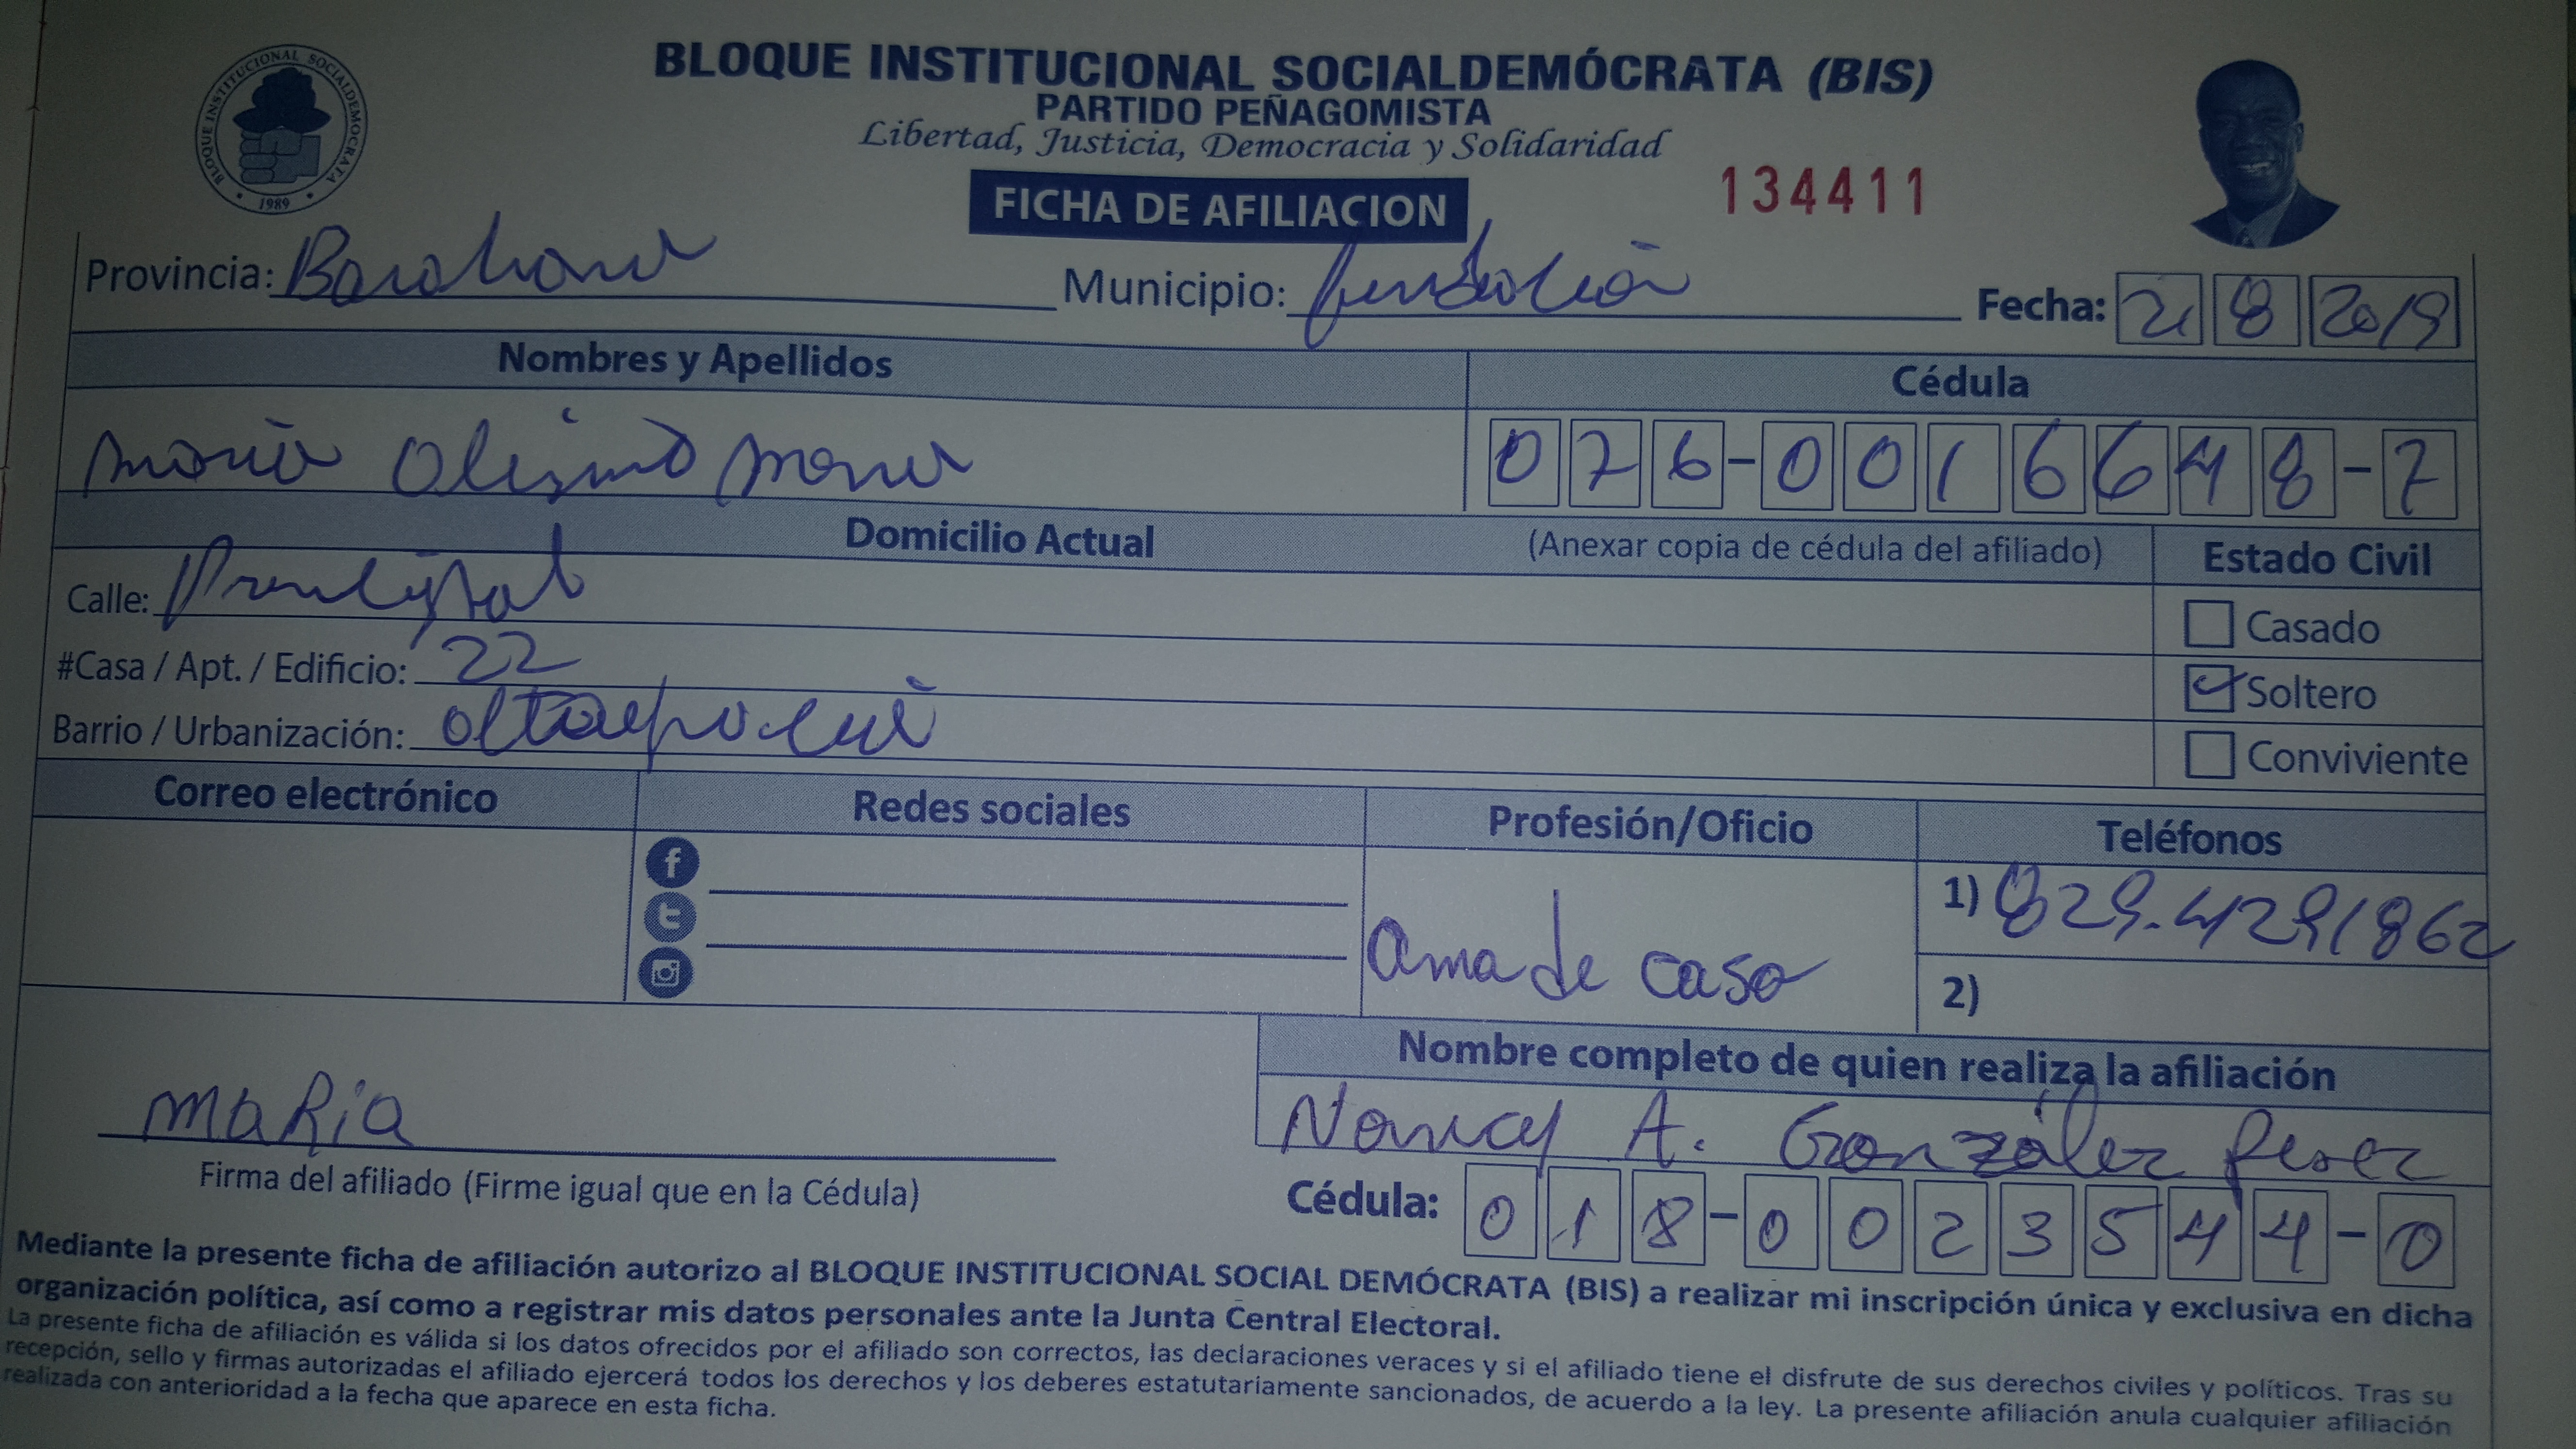 BLOQUE INSTITUCIONAL SOCIALDEMÓCRATA (BIS)
PARTIDO PEÑAGOMISTA
Libertad, Justicia, Democracia y Solidaridad
BLOQUE INSTITUCIONAL SOCIALDEMOCRATA
1989
FICHA DE AFILIACION
134411
Provincia: Barahona Municipio: fundación Fecha: 21 8 2019
Nombres y Apellidos Cédula
maría 076-0016648-7
Domicilio Actual (Anexar copia de cédula del afiliado) Estado Civil
Calle: Casado
#Casa / Apt. / Edificio: 22 Soltero
Barrio / Urbanización: Conviviente
Correo electrónico Redes sociales Profesión/Oficio Teléfonos
ama de casa
1) 829.4291862
2)
Nombre completo de quien realiza la afiliación
Nancy A. González perez
maRia
Firma del afiliado (Firme igual que en la Cédula)
Cédula: 018-0023544-0
Mediante la presente ficha de afiliación autorizo al BLOQUE INSTITUCIONAL SOCIAL DEMÓCRATA (BIS) a realizar mi inscripción única y exclusiva en dicha
organización política, así como a registrar mis datos personales ante la Junta Central Electoral.
La presente ficha de afiliación es válida si los datos ofrecidos por el afiliado son correctos, las declaraciones veraces y si el afiliado tiene el disfrute de sus derechos civiles y políticos. Tras su
recepción, sello y firmas autorizadas el afiliado ejercerá todos los derechos y los deberes estatutariamente sancionados, de acuerdo a la ley. La presente afiliación anula cualquier afiliación
realizada con anterioridad a la fecha que aparece en esta ficha.